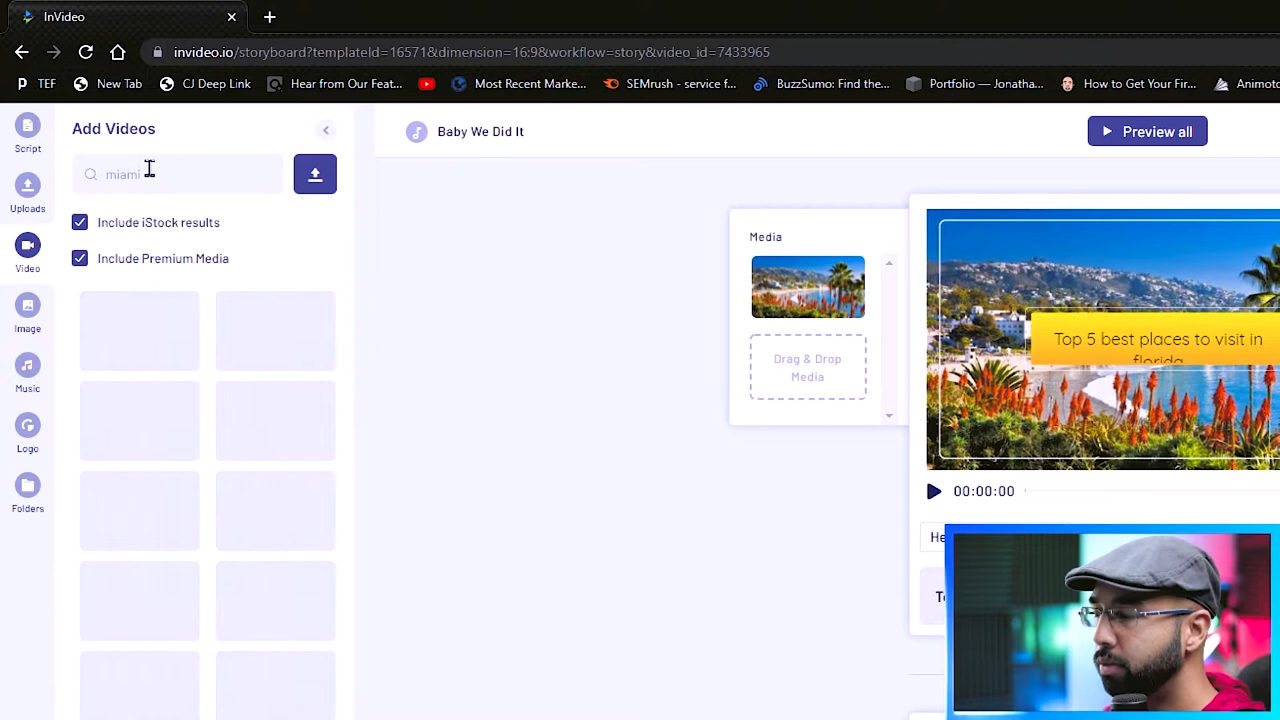 InVideo
invideo.io/storyboard?templateId=16571&dimension=16:9&workflow=story&video_id=7433965
TEF
New Tab
CJ Deep Link
Hear from Our Feat...
Most Recent Marke...
SEMrush - service f...
BuzzSumo: Find the...
Portfolio — Jonatha...
How to Get Your Fir...
Animoto
Script
Uploads
Video
Image
Music
Logo
Folders
Add Videos
miami
Include iStock results
Include Premium Media
Baby We Did It
Preview all
Media
Drag & Drop
Media
Top 5 best places to visit in
florida
00:00:00